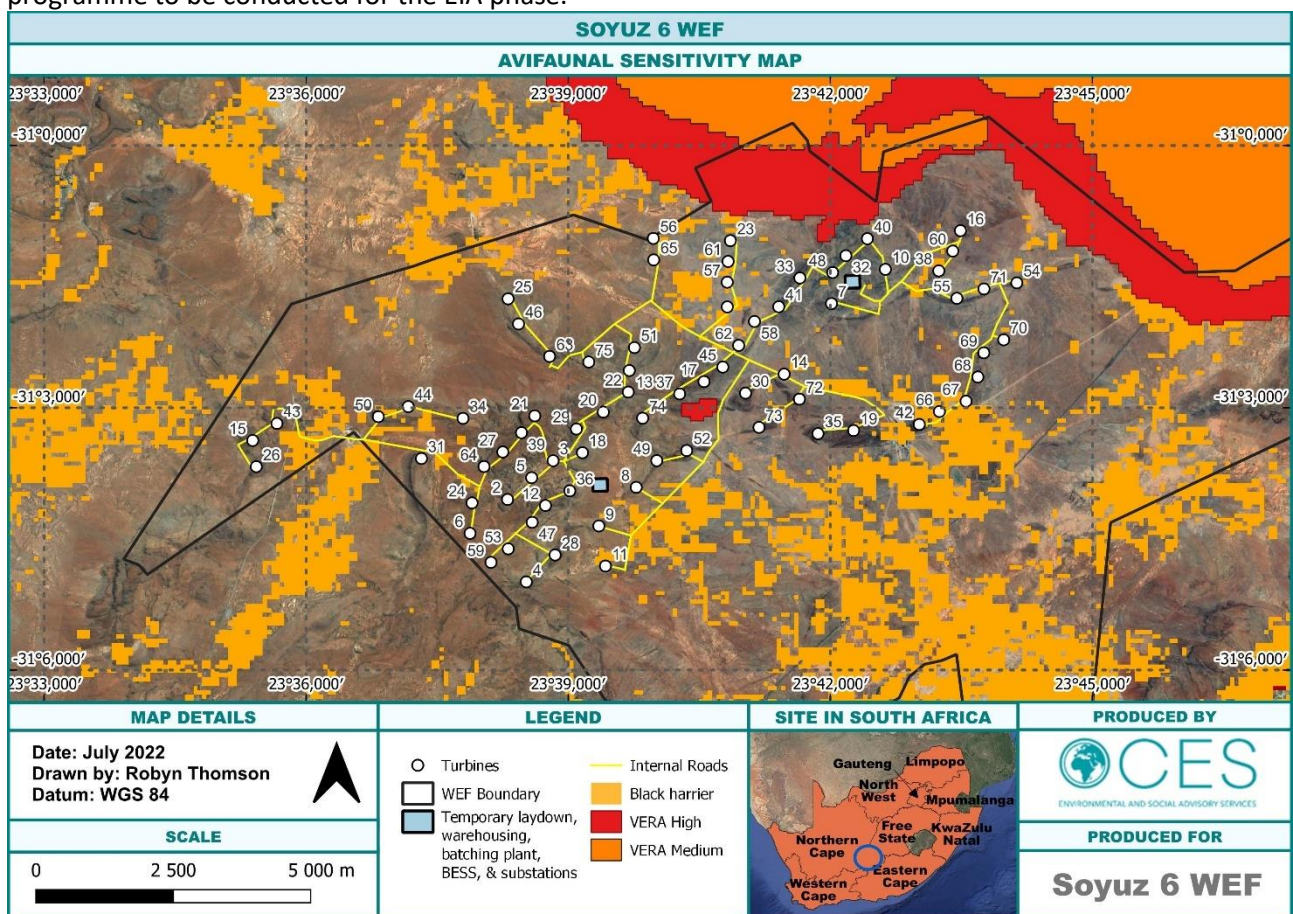 programme to be conducted for the EIA phase.
SOYUZ 6 WEF
AVIFAUNAL SENSITIVITY MAP
23°33,000′ 23°36,000′ 23°39,000′ 23°42,000′ 23°45,000′
-31°0,000′ -31°0,000′
56 23 40 16
65 61 60
57 48 32 10 38
33 71 54
25 7 55
46 41
58
51 62 70
63 75 45 69
14
17 68
22 13 37 30 72 67
44 20
-31°3,000′ -31°3,000′
50 21 29 74 66
43 34 73 35 19 42
15 39 18 52
27 3 49
31 64
26 5 36 8
2 12
24
6 47 9
53
59 28 11
4
-31°6,000′ -31°6,000′
23°33,000′ 23°36,000′ 23°39,000′ 23°42,000′ 23°45,000′
MAP DETAILS
Date: July 2022
Drawn by: Robyn Thomson
Datum: WGS 84
SCALE
0 2 500 5 000 m
LEGEND
Turbines
WEF Boundary
Temporary laydown,
warehousing,
batching plant,
BESS, & substations
Internal Roads
Black harrier
VERA High
VERA Medium
SITE IN SOUTH AFRICA
Limpopo
Gauteng
North
West
Mpumalanga
Free
State
KwaZulu
Natal
Northern
Cape
Eastern
Cape
Western
Cape
PRODUCED BY
CES
ENVIRONMENTAL AND SOCIAL ADVISORY SERVICES
PRODUCED FOR
Soyuz 6 WEF